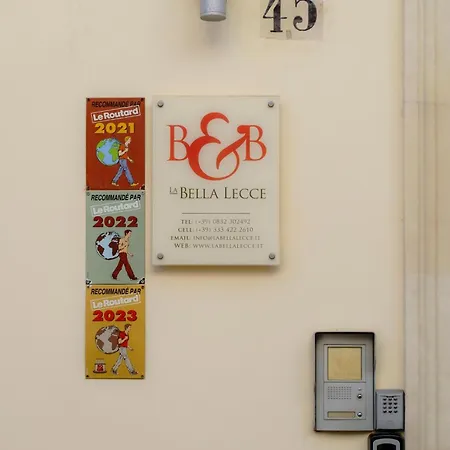 45
RECOMMANDÉ PAR
Le Routard
2021
RECOMMANDÉ PAR
Le Routard
2022
RECOMMANDÉ PAR
Le Routard
2023
B&B
LA BELLA LECCE
TEL: (+39) 0832 302492
CELL: (+39) 333 422 2610
EMAIL: INFO@LABELLALECCE.IT
WEB: WWW.LABELLALECCE.IT